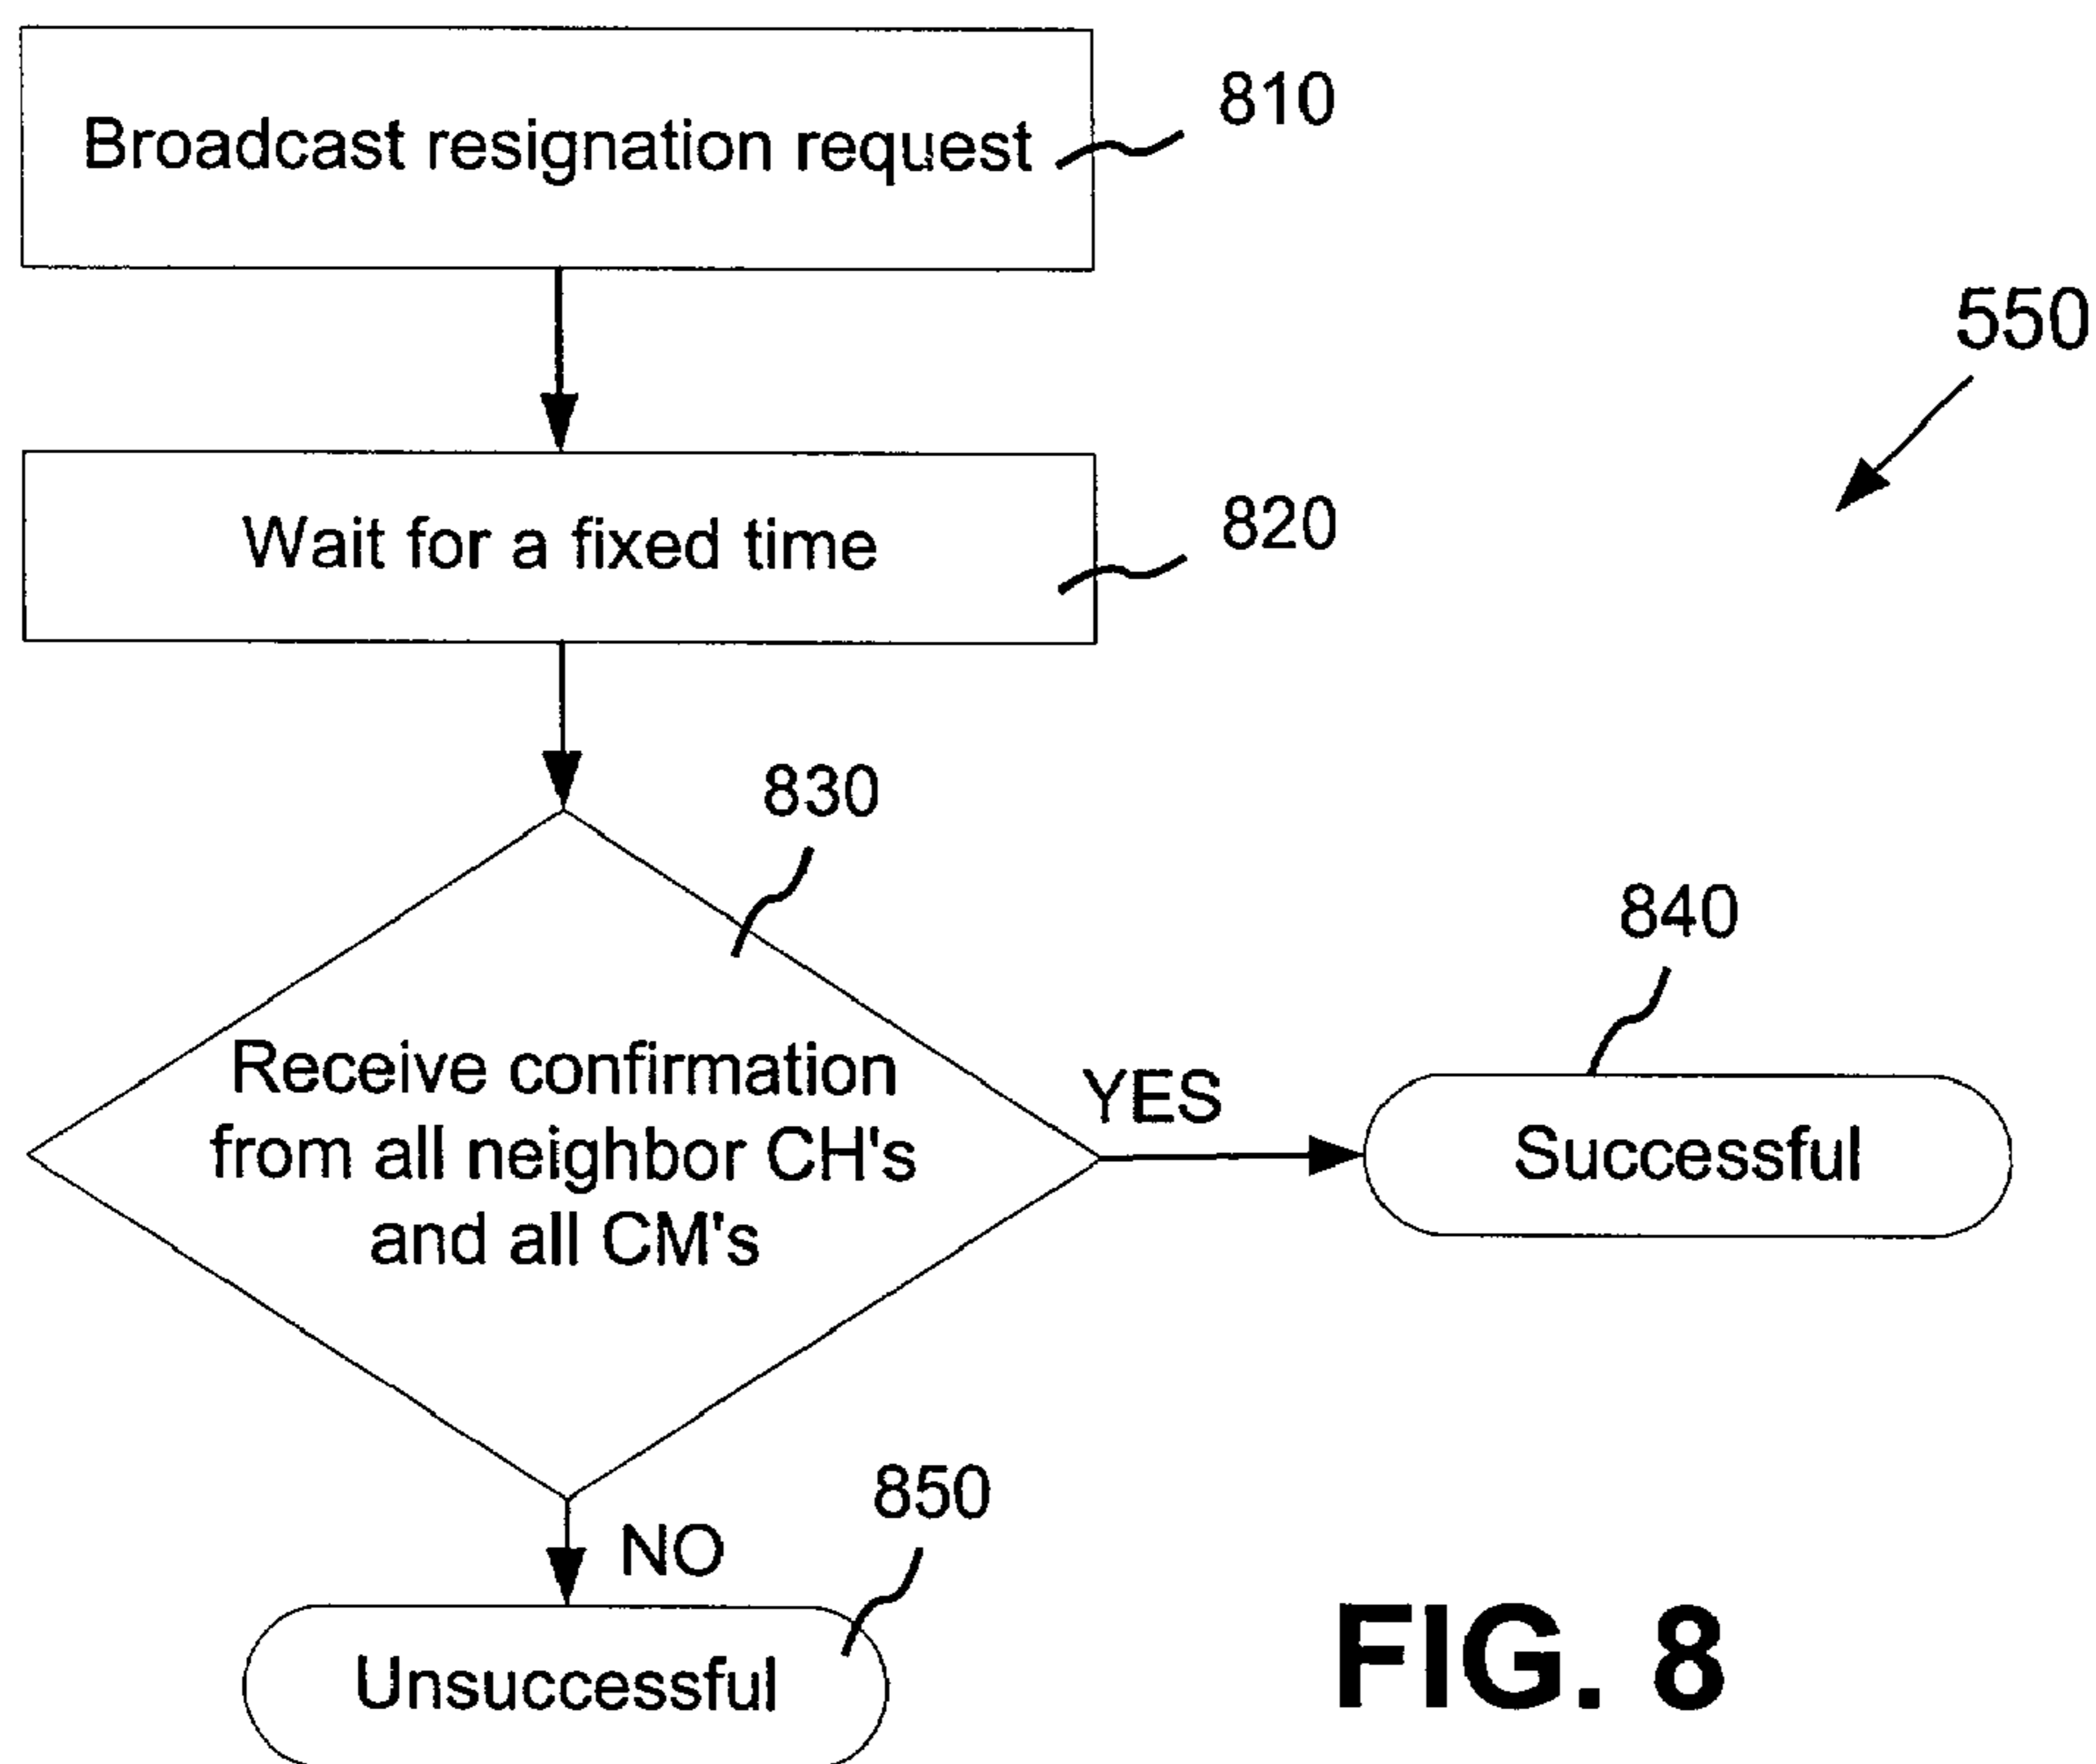 Broadcast resignation request
810
550
Wait for a fixed time
820
830
Receive confirmation
from all neighbor CH's
and all CM's
YES
840
Successful
NO
850
Unsuccessful
FIG. 8